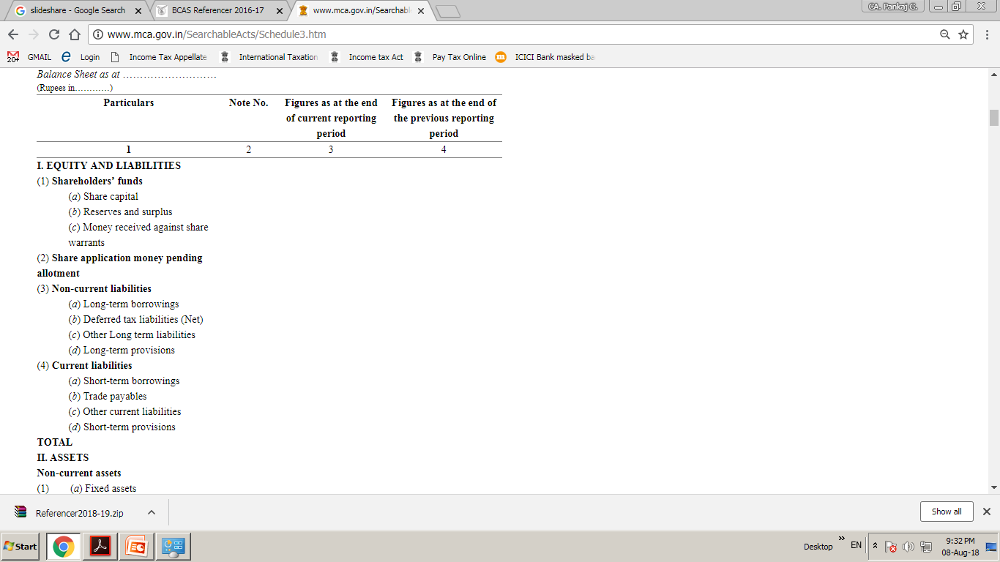 slideshare - Google Search
BCAS Referencer 2016-17
www.mca.gov.in/Searchabl
CA. Pankaj G.
www.mca.gov.in/SearchableActs/Schedule3.htm
20+
GMAIL
Login
Income Tax Appellate
International Taxation
Income tax Act
Pay Tax Online
ICICI Bank masked ba
Balance Sheet as at ………………………
(Rupees in…………)
Particulars Note No. Figures as at the end Figures as at the end of
of current reporting the previous reporting
period period
1 2 3 4
I. EQUITY AND LIABILITIES
(1) Shareholders’ funds
(a) Share capital
(b) Reserves and surplus
(c) Money received against share
warrants
(2) Share application money pending
allotment
(3) Non-current liabilities
(a) Long-term borrowings
(b) Deferred tax liabilities (Net)
(c) Other Long term liabilities
(d) Long-term provisions
(4) Current liabilities
(a) Short-term borrowings
(b) Trade payables
(c) Other current liabilities
(d) Short-term provisions
TOTAL
II. ASSETS
Non-current assets
(1) (a) Fixed assets
Referencer2018-19.zip
Show all
Start
Desktop
EN
9:32 PM
08-Aug-18